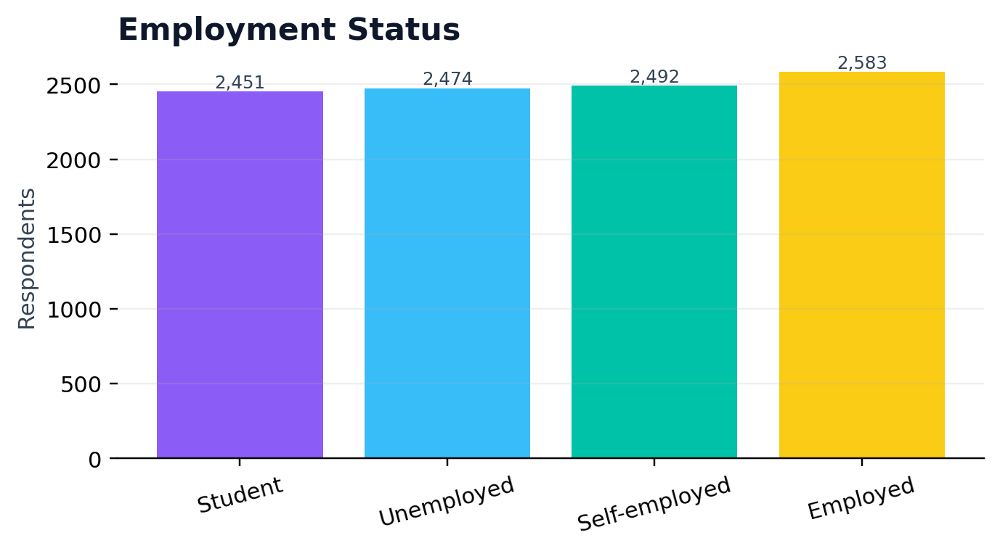 Employment Status
2,451
2,474
2,492
2,583
2500
2000
1500
1000
500
0
Respondents
Student
Unemployed
Self-employed
Employed